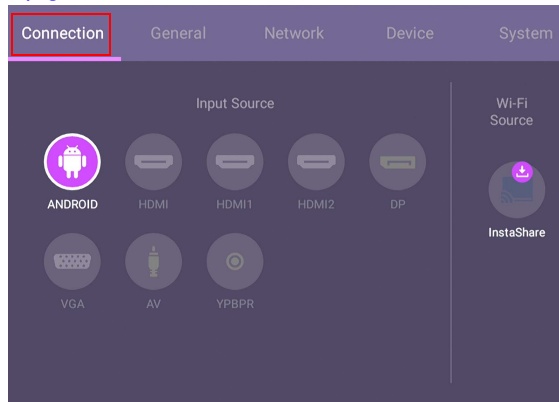 Connection General Network Device System
Input Source
Wi-Fi
Source
ANDROID HDMI HDMI1 HDMI2 DP
InstaShare
VGA AV YPBPR